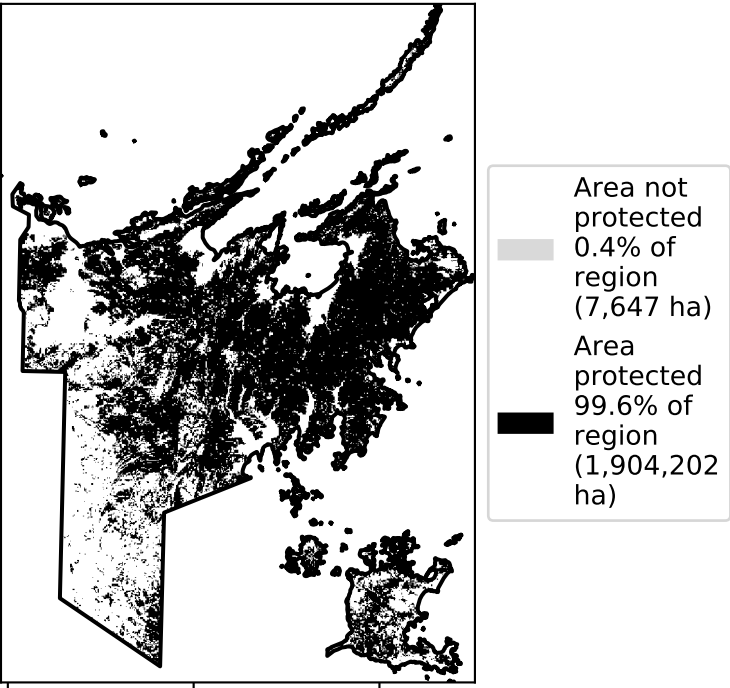 Area not
protected
0.4% of
region
(7,647 ha)
Area
protected
99.6% of
region
(1,904,202
ha)